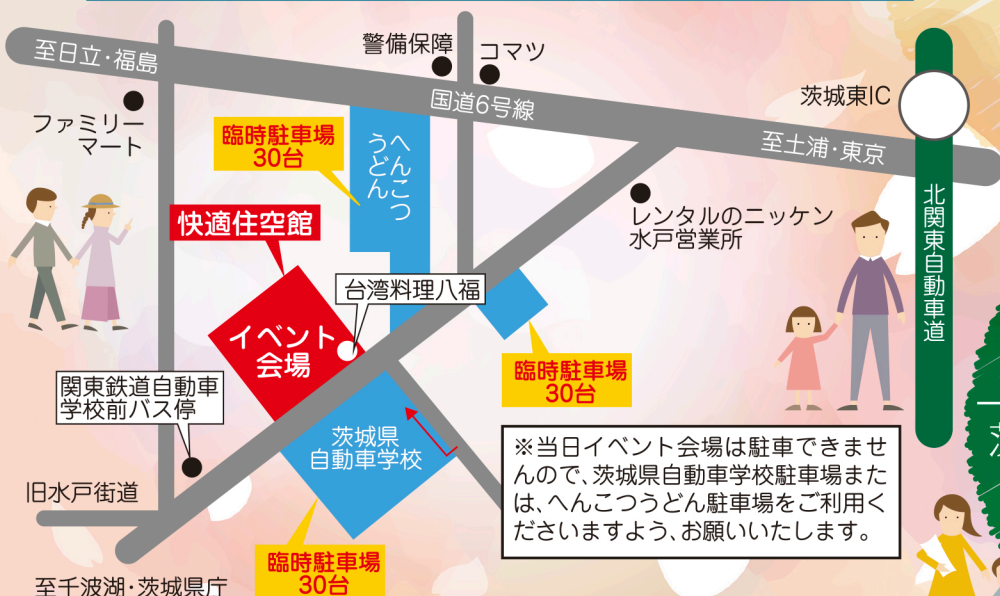 警備保障
コマツ
至日立・福島
国道6号線
茨城東IC
ファミリー
マート
臨時駐車場
30台
へんこつ
うどん
至土浦・東京
北関東自動車道
快適住空館
レンタルのニッケン
水戸営業所
台湾料理八福
イベント
会場
臨時駐車場
30台
関東鉄道自動車
学校前バス停
茨城県
自動車学校
※当日イベント会場は駐車できませ
んので、茨城県自動車学校駐車場また
は、へんこつうどん駐車場をご利用く
ださいますよう、お願いいたします。
旧水戸街道
臨時駐車場
30台
至千波湖・茨城県庁